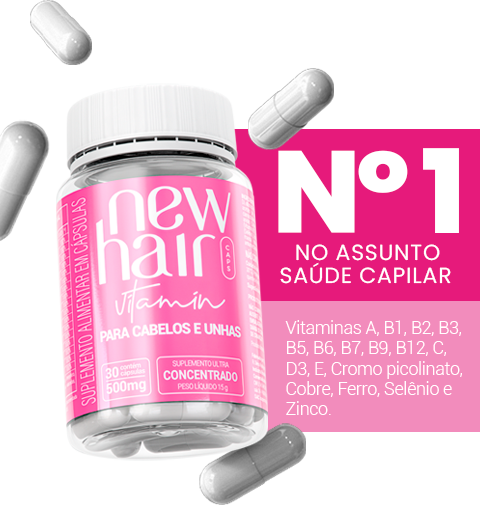 new
hair
CAPS
vitamin
PARA CABELOS E UNHAS
30
cápsulas
500mg
SUPLEMENTO ULTRA
CONCENTRADO
PESO LÍQUIDO 15g
SUPLEMENTO ALIMENTAR EM CÁPSULAS
Nº1
NO ASSUNTO
SAÚDE CAPILAR
Vitaminas A, B1, B2, B3,
B5, B6, B7, B9, B12, C,
D3, E, Cromo picolinato,
Cobre, Ferro, Selênio e
Zinco.